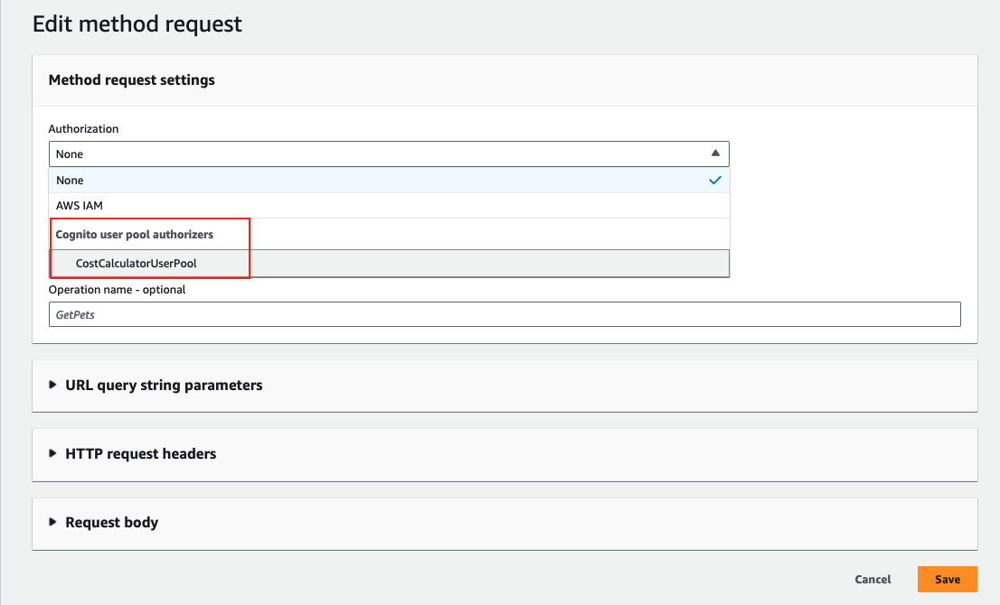 Edit method request
Method request settings
Authorization
None
None
AWS IAM
Cognito user pool authorizers
CostCalculatorUserPool
Operation name - optional
GetPets
URL query string parameters
HTTP request headers
Request body
Cancel Save